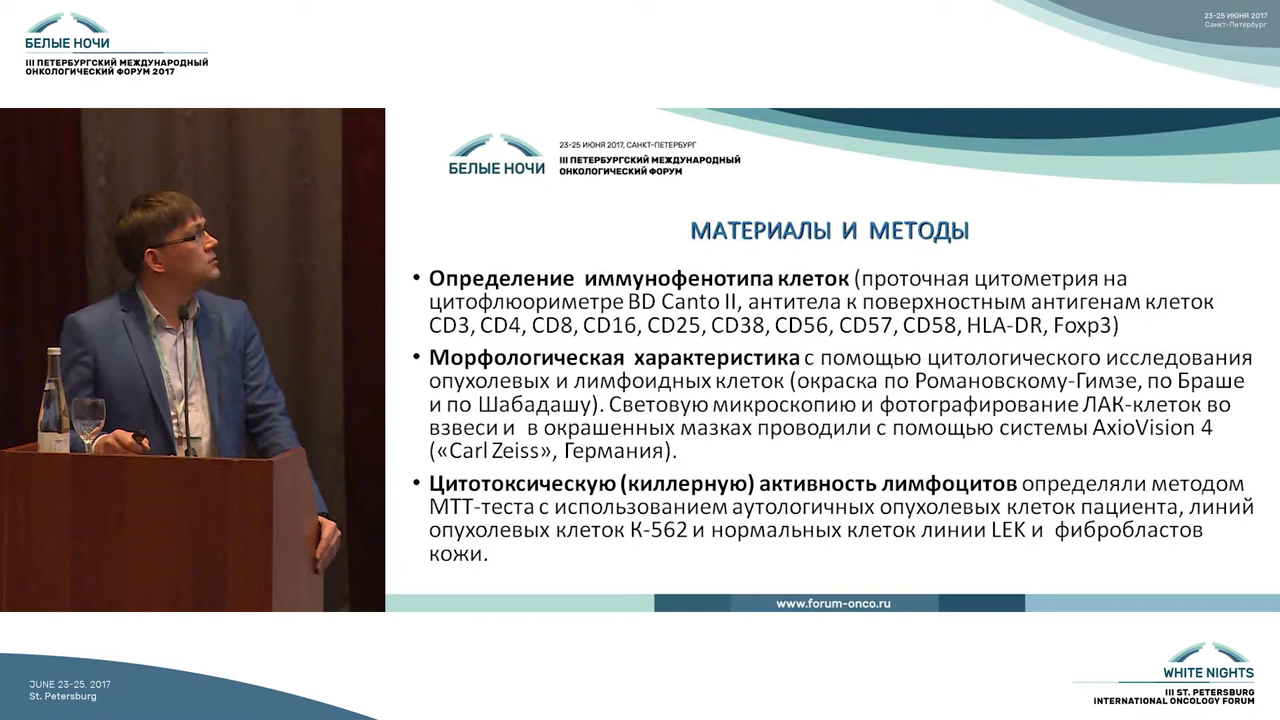 БЕЛЫЕ НОЧИ
III ПЕТЕРБУРГСКИЙ МЕЖДУНАРОДНЫЙ
ОНКОЛОГИЧЕСКИЙ ФОРУМ 2017
23-25 ИЮНЯ 2017
Санкт-Петербург
БЕЛЫЕ НОЧИ
23-25 ИЮНЯ 2017, САНКТ-ПЕТЕРБУРГ
III ПЕТЕРБУРГСКИЙ МЕЖДУНАРОДНЫЙ
ОНКОЛОГИЧЕСКИЙ ФОРУМ
МАТЕРИАЛЫ И МЕТОДЫ
• Определение иммунофенотипа клеток (проточная цитометрия на
цитофлюориметре BD Canto II, антитела к поверхностным антигенам клеток
CD3, CD4, CD8, CD16, CD25, CD38, CD56, CD57, CD58, HLA-DR, Foxp3)
• Морфологическая характеристика с помощью цитологического исследования
опухолевых и лимфоидных клеток (окраска по Романовскому-Гимзе, по Браше
и по Шабадашу). Световую микроскопию и фотографирование ЛАК-клеток во
взвеси и в окрашенных мазках проводили с помощью системы AxioVision 4
(«Carl Zeiss», Германия).
• Цитотоксическую (киллерную) активность лимфоцитов определяли методом
МТТ-теста с использованием аутологичных опухолевых клеток пациента, линий
опухолевых клеток К-562 и нормальных клеток линии LEK и фибробластов
кожи.
www.forum-onco.ru
JUNE 23-25, 2017
St. Petersburg
WHITE NIGHTS
III ST. PETERSBURG
INTERNATIONAL ONCOLOGY FORUM